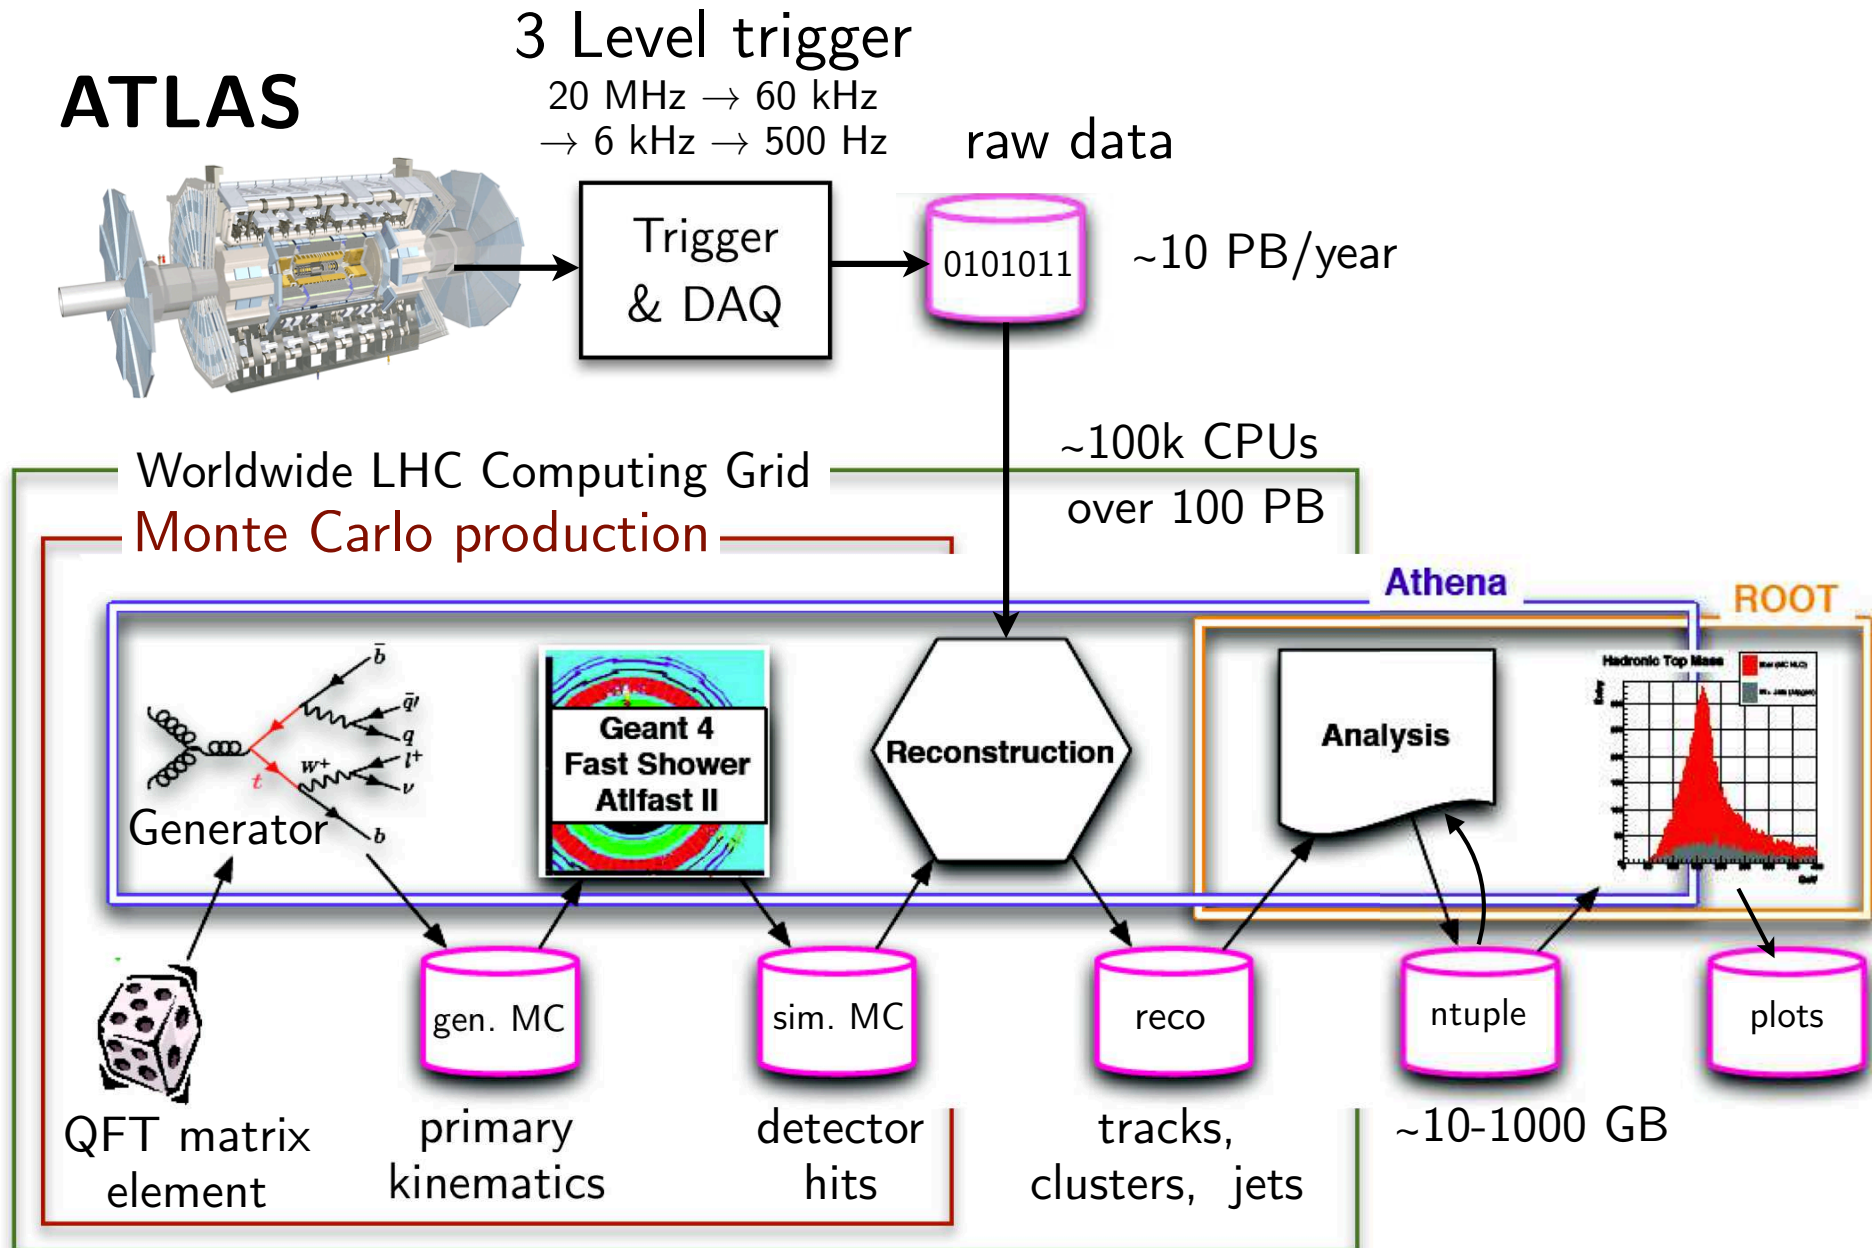 3 Level trigger
ATLAS
20 MHz → 60 kHz
→ 6 kHz → 500 Hz
raw data
Trigger
& DAQ
0101011
~10 PB/year
~100k CPUs
over 100 PB
Worldwide LHC Computing Grid
Monte Carlo production
Athena
ROOT
b̄
q̄′
q
W⁺
l⁺
ν
t
b
Generator
Geant 4
Fast Shower
Atlfast II
Reconstruction
Analysis
Hadronic Top Mass
GeV
gen. MC
sim. MC
reco
ntuple
plots
QFT matrix
element
primary
kinematics
detector
hits
tracks,
clusters, jets
~10-1000 GB